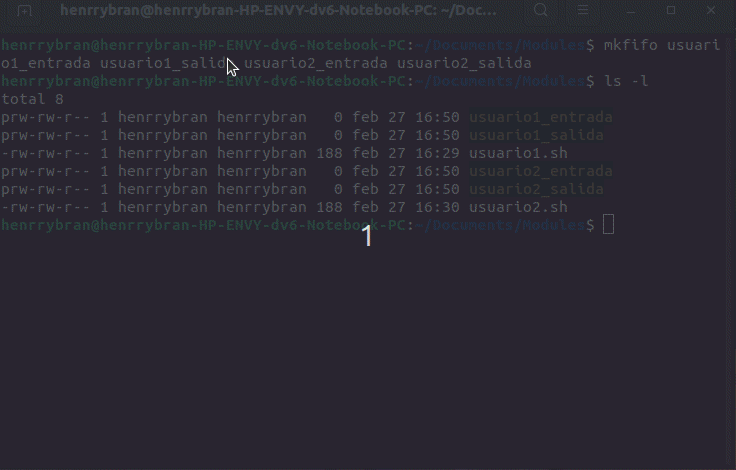 henrrybran@henrrybran-HP-ENVY-dv6-Notebook-PC: ~/Doc...
henrrybran@henrrybran-HP-ENVY-dv6-Notebook-PC:~/Documents/Modules$ mkfifo usuari
o1_entrada usuario1_salida usuario2_entrada usuario2_salida
henrrybran@henrrybran-HP-ENVY-dv6-Notebook-PC:~/Documents/Modules$ ls -l
total 8
prw-rw-r-- 1 henrrybran henrrybran   0 feb 27 16:50 usuario1_entrada
prw-rw-r-- 1 henrrybran henrrybran   0 feb 27 16:50 usuario1_salida
-rw-rw-r-- 1 henrrybran henrrybran 188 feb 27 16:29 usuario1.sh
prw-rw-r-- 1 henrrybran henrrybran   0 feb 27 16:50 usuario2_entrada
prw-rw-r-- 1 henrrybran henrrybran   0 feb 27 16:50 usuario2_salida
-rw-rw-r-- 1 henrrybran henrrybran 188 feb 27 16:30 usuario2.sh
henrrybran@henrrybran-HP-ENVY-dv6-Notebook-PC:~/Documents/Modules$
1